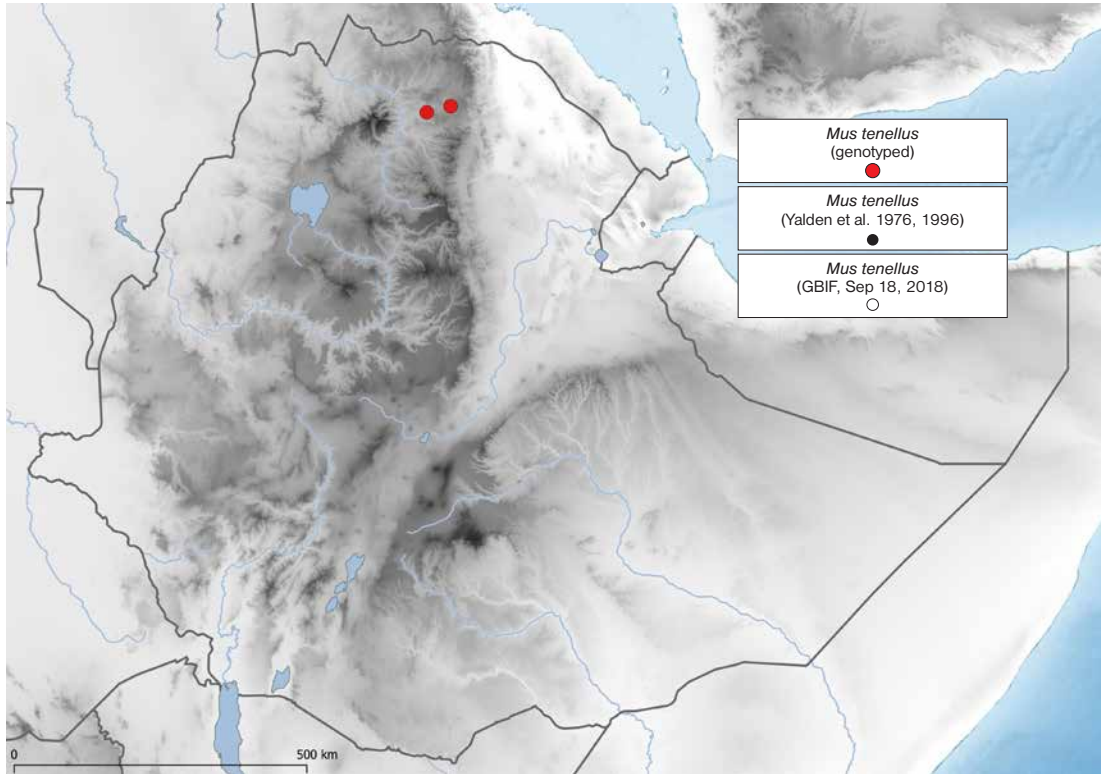 Mus tenellus
(genotyped)
Mus tenellus
(Yalden et al. 1976, 1996)
Mus tenellus
(GBIF, Sep 18, 2018)
0 500 km